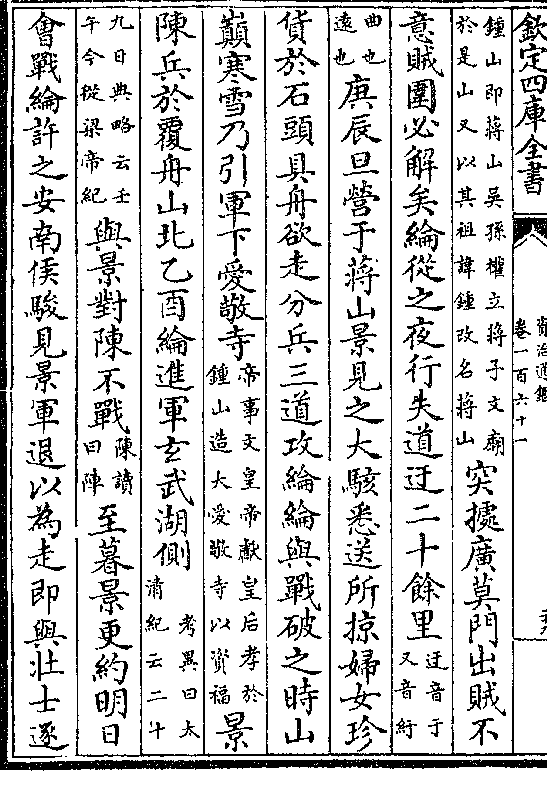 欽定四庫全書
資治通鑑
卷一百六十一
鍾山即蔣山吳孫權立蔣子文廟
於是山又以其祖諱鍾改名蔣山
突據廣莫門出賊不
意賊圍必解矣綸從之夜行失道迂二十餘里
迂音于
又音紆
曲也
遠也
庚辰旦營于蔣山景見之大駭悉送所掠婦女珍
貨於石頭具舟欲走分兵三道攻綸綸與戰破之時山
巔寒雪乃引軍下愛敬寺
帝事文皇帝獻皇后孝於
鍾山造大愛敬寺以資福
景
陳兵於覆舟山北乙酉綸進軍玄武湖側
考異曰太
清紀云二十
九日典略云壬
午今從梁帝紀
與景對陳不戰
陳讀
曰陣
至暮景更約明日
會戰綸許之安南侯駿見景軍退以為走即與壯士逐